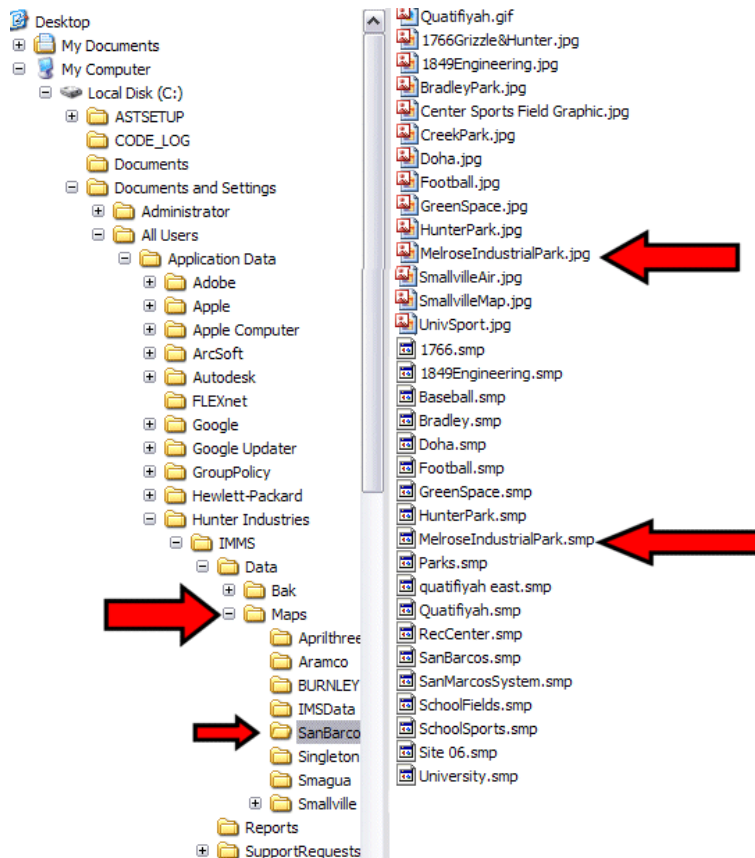 Desktop
My Documents
My Computer
Local Disk (C:)
ASTSETUP
CODE_LOG
Documents
Documents and Settings
Administrator
All Users
Application Data
Adobe
Apple
Apple Computer
ArcSoft
Autodesk
FLEXnet
Google
Google Updater
GroupPolicy
Hewlett-Packard
Hunter Industries
IMMS
Data
Bak
Maps
Aprilthree
Aramco
BURNLEY
IMSData
SanBarco
Singleton
Smagua
Smallville
Reports
SupportRequests
Quatifiyah.gif
1766Grizzle&Hunter.jpg
1849Engineering.jpg
BradleyPark.jpg
Center Sports Field Graphic.jpg
CreekPark.jpg
Doha.jpg
Football.jpg
GreenSpace.jpg
HunterPark.jpg
MelroseIndustrialPark.jpg
SmallvilleAir.jpg
SmallvilleMap.jpg
UnivSport.jpg
1766.smp
1849Engineering.smp
Baseball.smp
Bradley.smp
Doha.smp
Football.smp
GreenSpace.smp
HunterPark.smp
MelroseIndustrialPark.smp
Parks.smp
quatifiyah east.smp
Quatifiyah.smp
RecCenter.smp
SanBarcos.smp
SanMarcosSystem.smp
SchoolFields.smp
SchoolSports.smp
Site 06.smp
University.smp